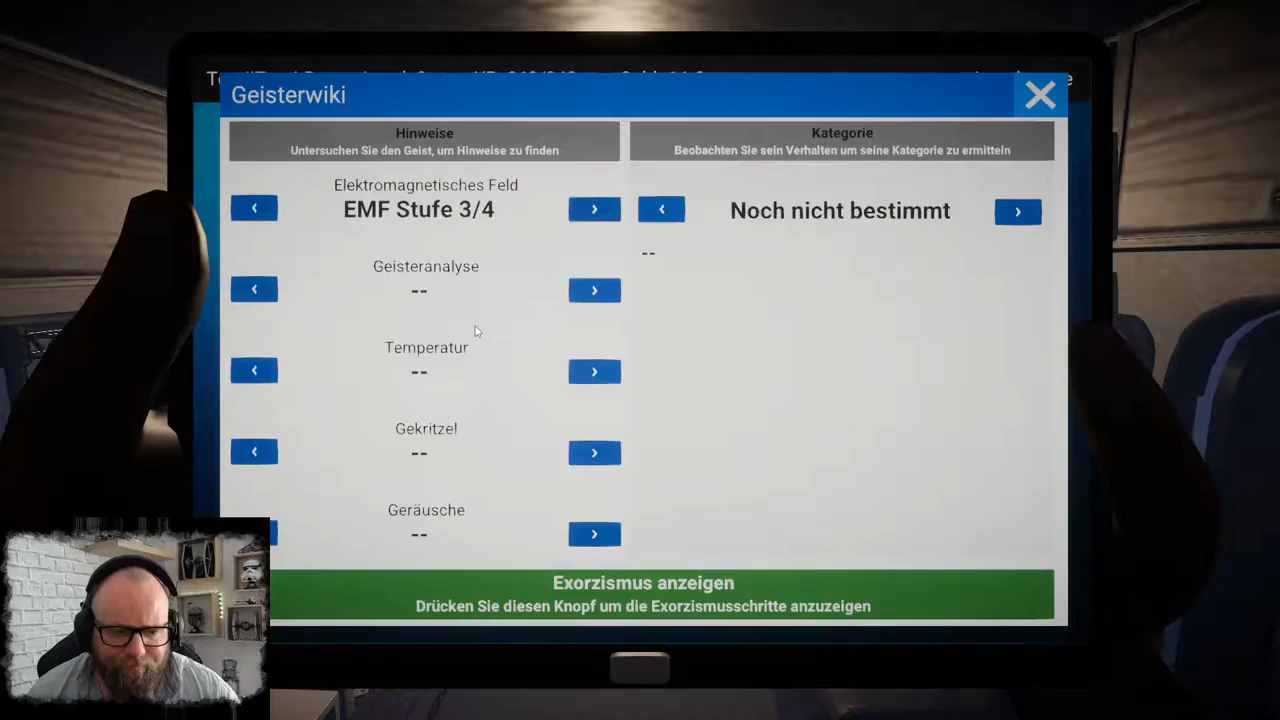 Geisterwiki
Hinweise
Untersuchen Sie den Geist, um Hinweise zu finden
Kategorie
Beobachten Sie sein Verhalten um seine Kategorie zu ermitteln
Elektromagnetisches Feld
EMF Stufe 3/4
Noch nicht bestimmt
--
Geisteranalyse
--
Temperatur
--
Gekritzel
--
Geräusche
--
Exorzismus anzeigen
Drücken Sie diesen Knopf um die Exorzismusschritte anzuzeigen